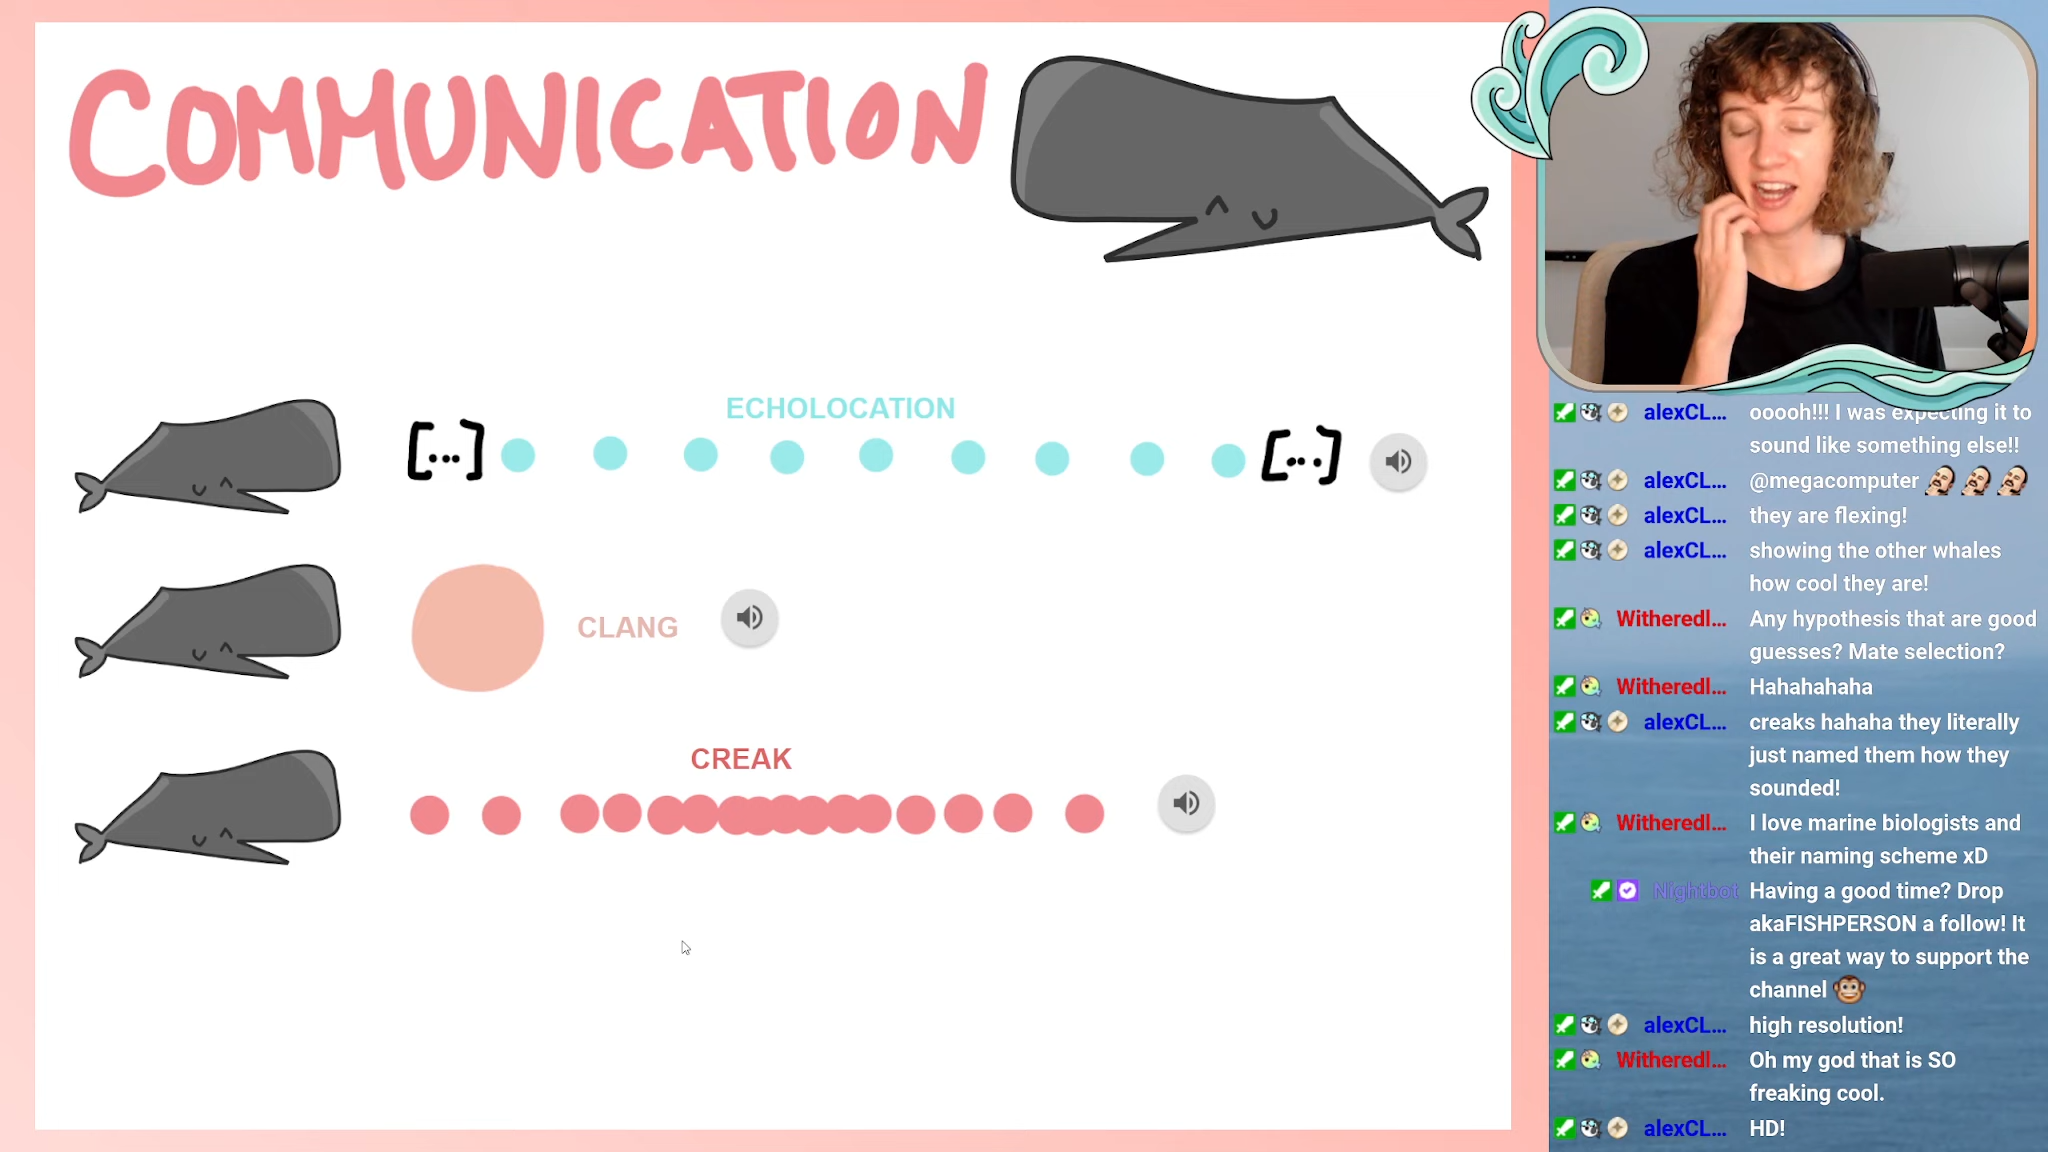 COMMUNICATION
ECHOLOCATION
[...]
[...]
CLANG
CREAK
alexCL... ooooh!!! I was expecting it to
sound like something else!!
alexCL... @megacomputer
alexCL... they are flexing!
alexCL... showing the other whales
how cool they are!
Witheredl... Any hypothesis that are good
guesses? Mate selection?
Witheredl... Hahahahaha
alexCL... creaks hahaha they literally
just named them how they
sounded!
Witheredl... I love marine biologists and
their naming scheme xD
Nightbot Having a good time? Drop
akaFISHPERSON a follow! It
is a great way to support the
channel
alexCL... high resolution!
Witheredl... Oh my god that is SO
freaking cool.
alexCL... HD!